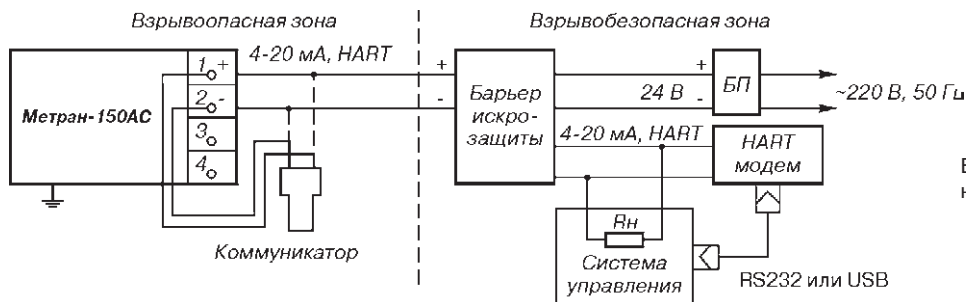 Взрывоопасная зона
Взрывобезопасная зона
Метран-150АС
1 +
2 -
3
4
4-20 мА, HART
+
-
Барьер
искро-
защиты
+
24 В -
БП
~220 В, 50 Гц
4-20 мА, HART
HART
модем
Rн
Система
управления
RS232 или USB
Коммуникатор